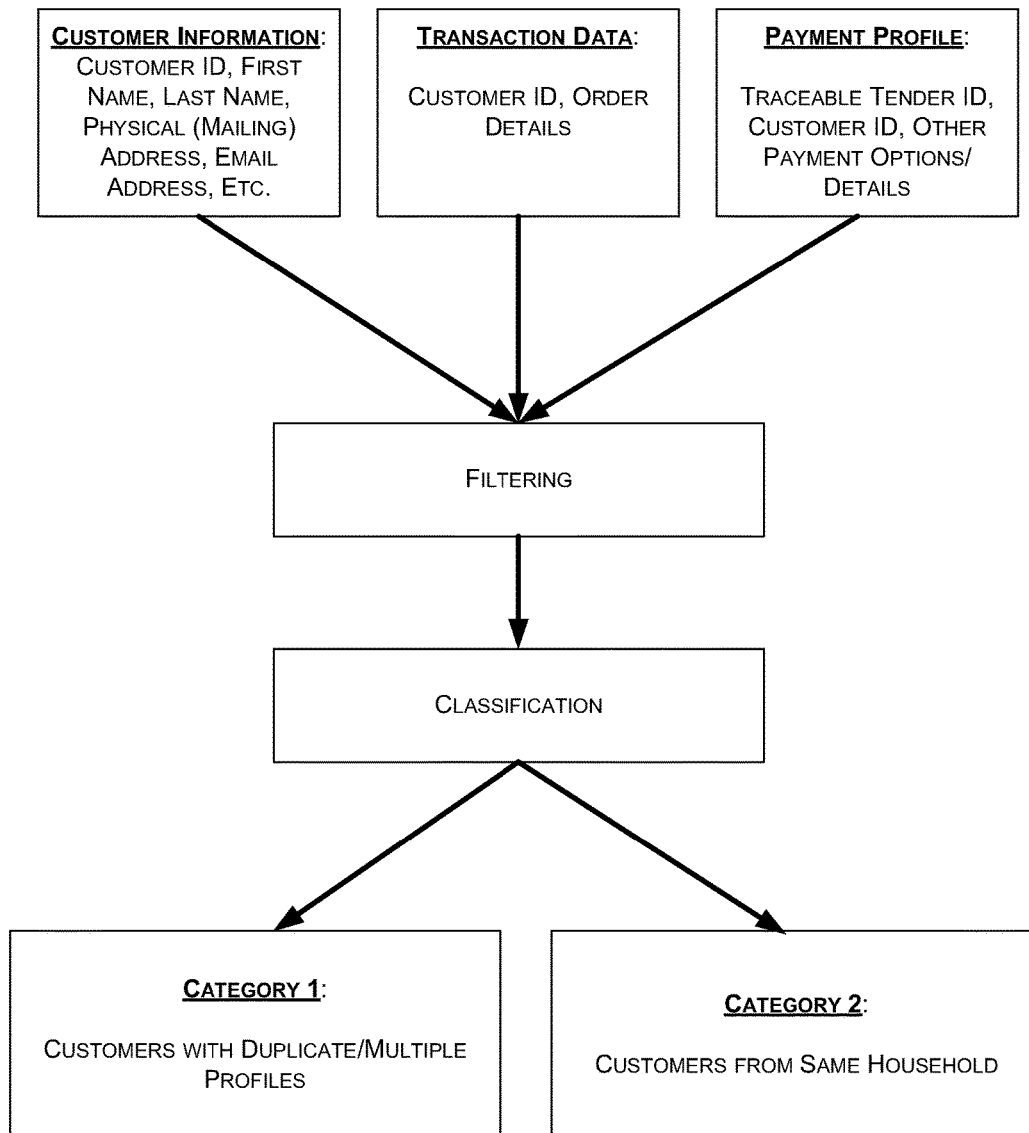 CUSTOMER INFORMATION:
CUSTOMER ID, FIRST
NAME, LAST NAME,
PHYSICAL (MAILING)
ADDRESS, EMAIL
ADDRESS, ETC.
TRANSACTION DATA:
CUSTOMER ID, ORDER
DETAILS
PAYMENT PROFILE:
TRACEABLE TENDER ID,
CUSTOMER ID, OTHER
PAYMENT OPTIONS/
DETAILS
FILTERING
CLASSIFICATION
CATEGORY 1:
CUSTOMERS WITH DUPLICATE/MULTIPLE
PROFILES
CATEGORY 2:
CUSTOMERS FROM SAME HOUSEHOLD